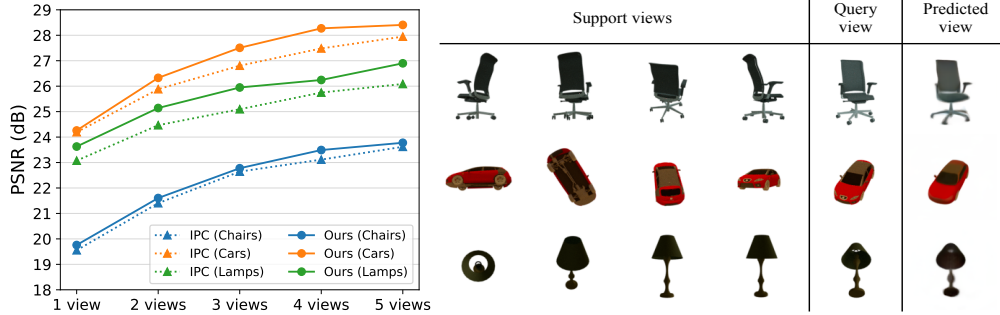 PSNR (dB)
29
28
27
26
25
24
23
22
21
20
19
18
1 view
2 views
3 views
4 views
5 views
IPC (Chairs)
IPC (Cars)
IPC (Lamps)
Ours (Chairs)
Ours (Cars)
Ours (Lamps)
Support views
Query
view
Predicted
view